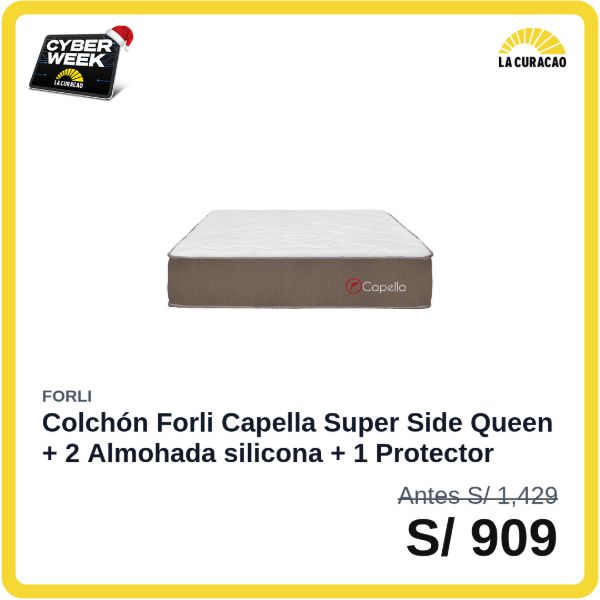 CYBER
WEEK
LA CURACAO
LA CURACAO
Capella
FORLI
Colchón Forli Capella Super Side Queen
+ 2 Almohada silicona + 1 Protector
Antes S/ 1,429
S/ 909